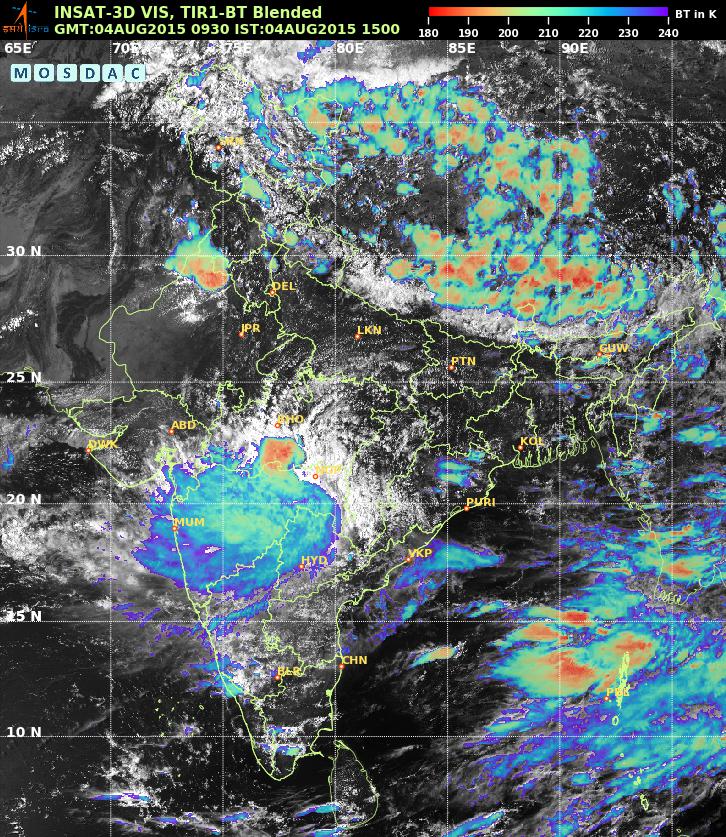 INSAT-3D VIS, TIR1-BT Blended
GMT:04AUG2015 0930 IST:04AUG2015 1500
BT in K
180 190 200 210 220 230 240
65E 70E 75E 80E 85E 90E
MOSDAC
30 N
DEL
JPR
LKN
GUW
PTN
25 N
ABD
BHO
DWK
KOL
NGP
20 N
PURI
MUM
VKP
HYD
15 N
CHN
BLR
PBL
10 N